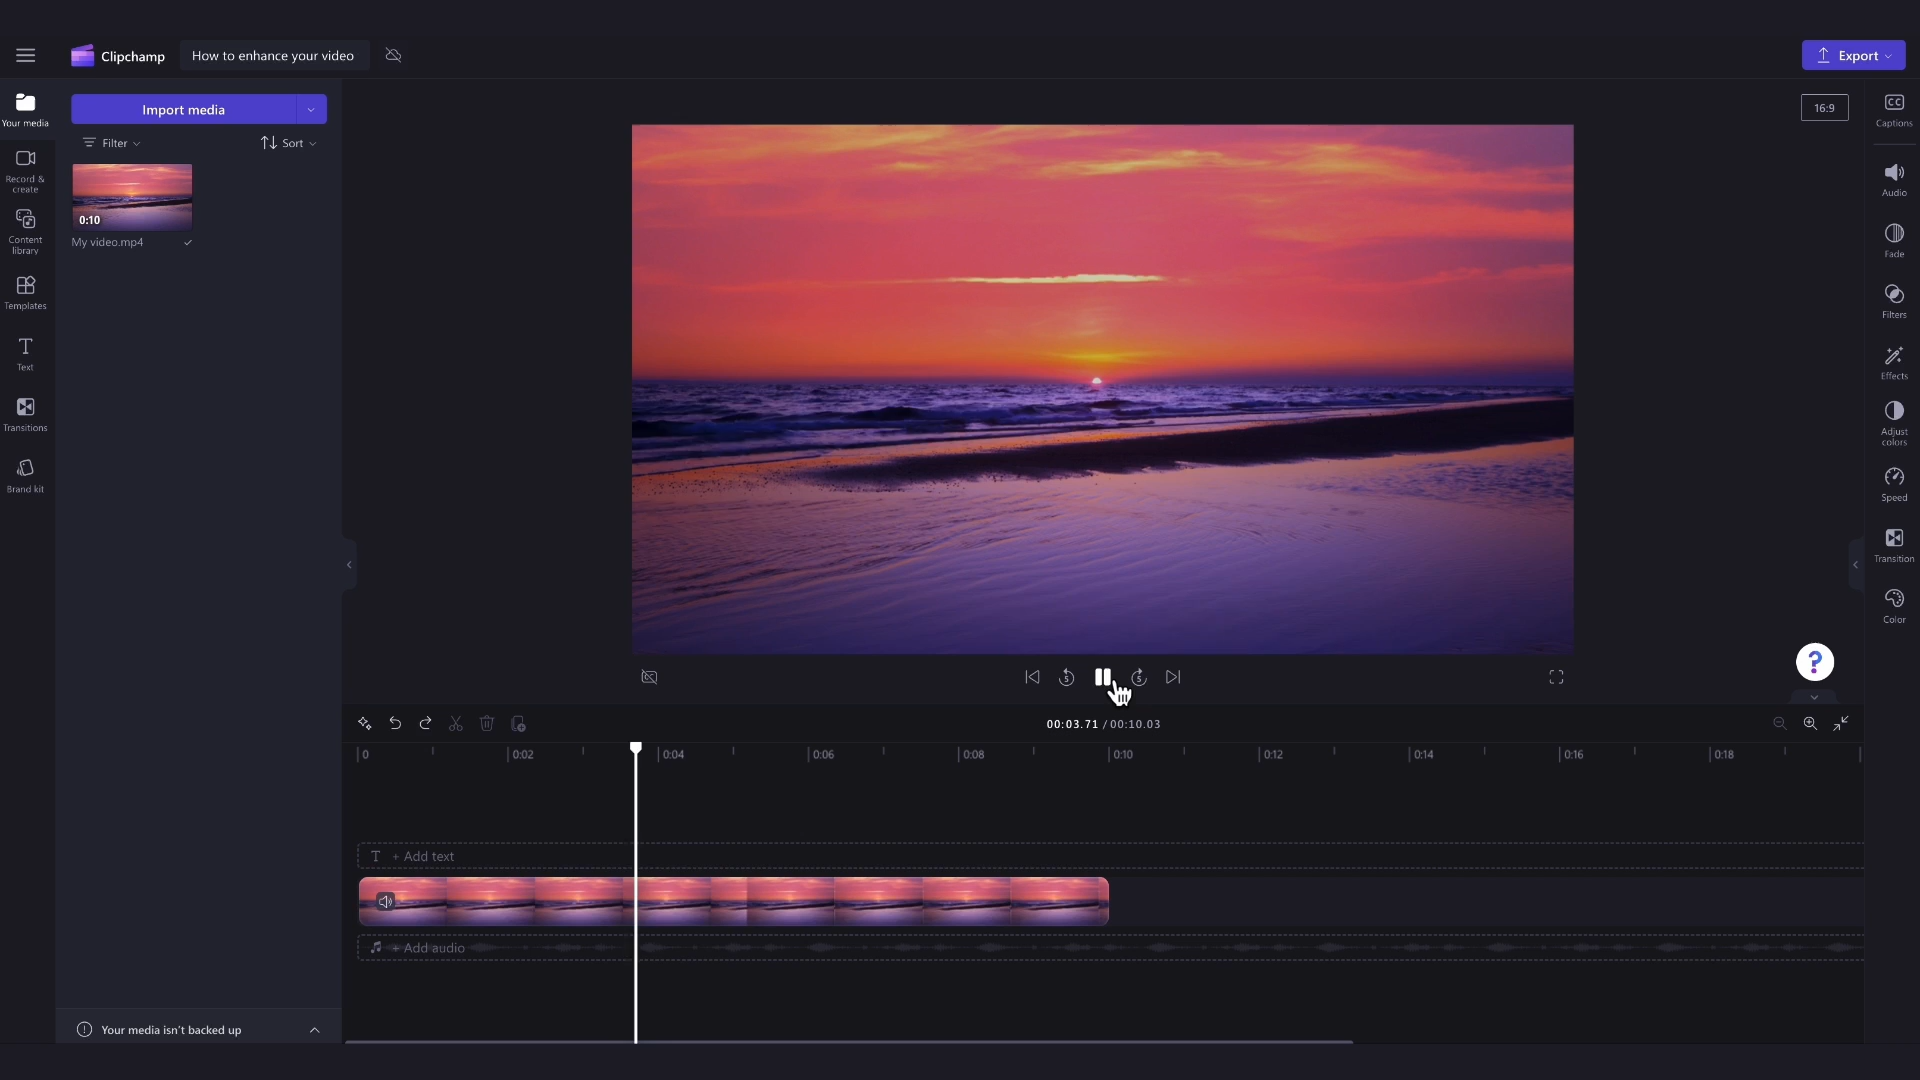 Clipchamp
How to enhance your video
Export
Your media
Import media
Filter
Sort
0:10
My video.mp4
Record &
create
Content
library
Templates
Text
Transitions
Brand kit
16:9
CC
Captions
Audio
Fade
Filters
Effects
Adjust
colors
Speed
Transition
Color
?
5
5
00:03.71 / 00:10.03
0
0:02
0:04
0:06
0:08
0:10
0:12
0:14
0:16
0:18
T + Add text
+ Add audio
Your media isn't backed up